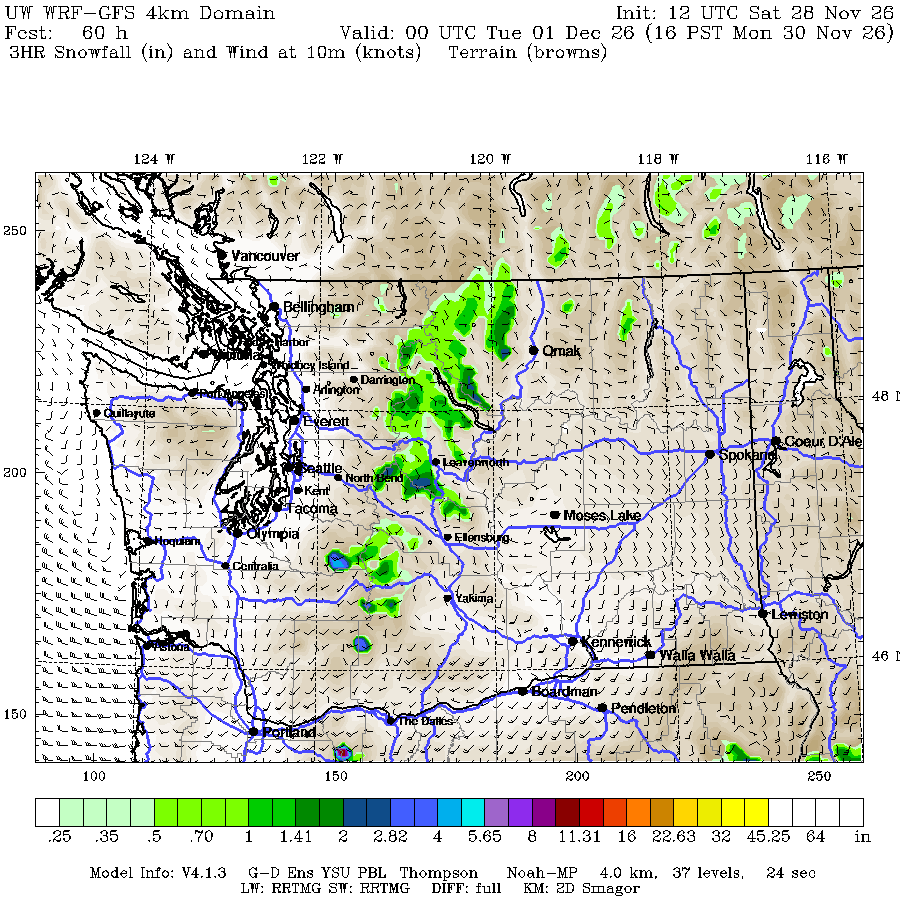 UW WRF-GFS 4km Domain Init: 12 UTC Sat 28 Nov 26
Fcst: 60 h Valid: 00 UTC Tue 01 Dec 26 (16 PST Mon 30 Nov 26)
3HR Snowfall (in) and Wind at 10m (knots) Terrain (browns)
124 W 122 W 120 W 118 W 116 W
250
Vancouver
Bellingham
Harbor
Omak
Whidbey Island
Darrington
Arlington
Port Angeles
48 N
Quillayute
Everett
Coeur D'Ale
Spokane
Leavenworth
200
Seattle
North Bend
Kent
Tacoma
Moses Lake
Olympia
Ellensburg
Hoquiam
Centralia
Yakima
Lewiston
Astoria
Kennewick
Walla Walla
46 N
Boardman
Pendleton
150
The Dalles
Portland
100 150 200 250
.25 .35 .5 .70 1 1.41 2 2.82 4 5.65 8 11.31 16 22.63 32 45.25 64 in
Model Info: V4.1.3 G-D Ens YSU PBL Thompson Noah-MP 4.0 km, 37 levels, 24 sec
LW: RRTMG SW: RRTMG DIFF: full KM: 2D Smagor